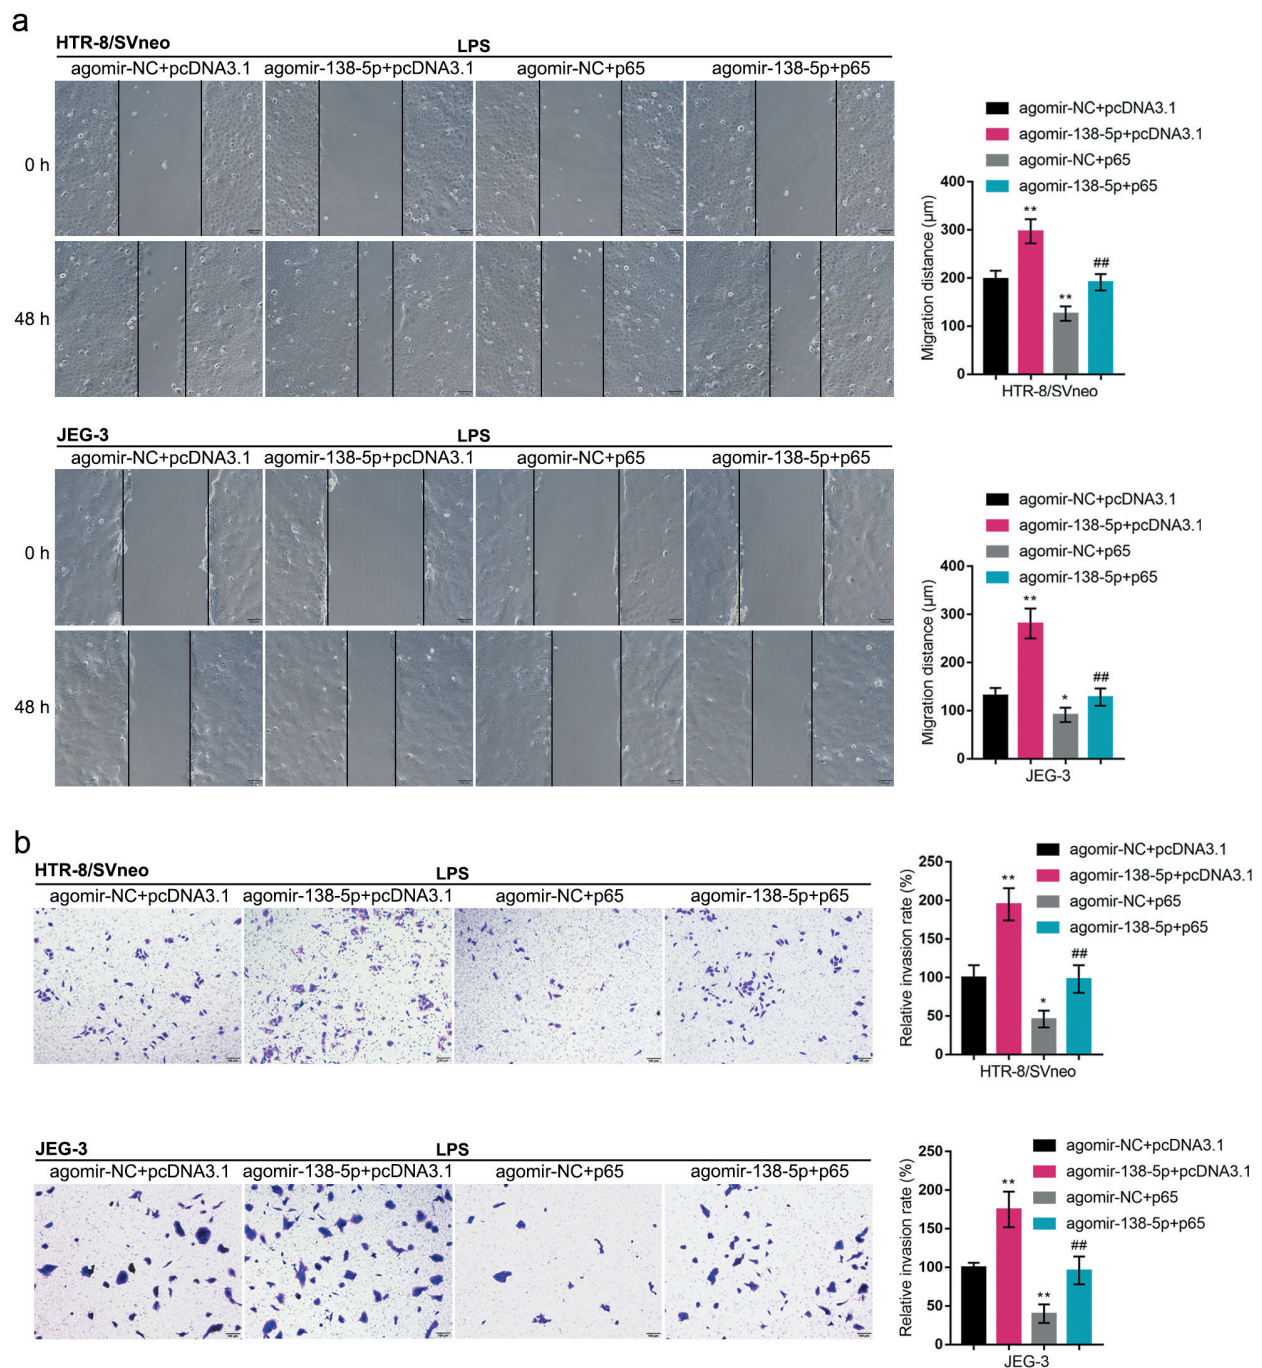 a
HTR-8/SVneo
LPS
agomir-NC+pcDNA3.1 agomir-138-5p+pcDNA3.1 agomir-NC+p65 agomir-138-5p+p65
0 h
48 h
agomir-NC+pcDNA3.1
agomir-138-5p+pcDNA3.1
agomir-NC+p65
agomir-138-5p+p65
Migration distance (μm)
400
300
200
100
0
**
**
##
HTR-8/SVneo
JEG-3
LPS
agomir-NC+pcDNA3.1 agomir-138-5p+pcDNA3.1 agomir-NC+p65 agomir-138-5p+p65
0 h
48 h
agomir-NC+pcDNA3.1
agomir-138-5p+pcDNA3.1
agomir-NC+p65
agomir-138-5p+p65
Migration distance (μm)
400
300
200
100
0
**
*
##
JEG-3
b
HTR-8/SVneo
LPS
agomir-NC+pcDNA3.1 agomir-138-5p+pcDNA3.1 agomir-NC+p65 agomir-138-5p+p65
agomir-NC+pcDNA3.1
agomir-138-5p+pcDNA3.1
agomir-NC+p65
agomir-138-5p+p65
Relative invasion rate (%)
250
200
150
100
50
0
**
*
##
HTR-8/SVneo
JEG-3
LPS
agomir-NC+pcDNA3.1 agomir-138-5p+pcDNA3.1 agomir-NC+p65 agomir-138-5p+p65
agomir-NC+pcDNA3.1
agomir-138-5p+pcDNA3.1
agomir-NC+p65
agomir-138-5p+p65
Relative invasion rate (%)
250
200
150
100
50
0
**
**
##
JEG-3